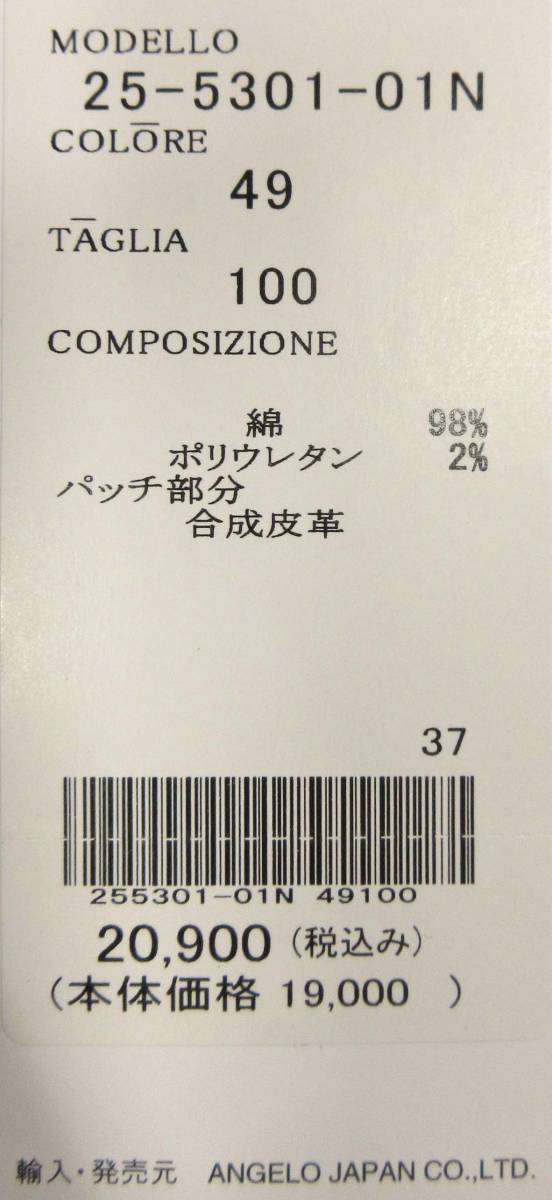 MODELLO
25-5301-01N
COLORE
49
TAGLIA
100
COMPOSIZIONE
綿 98%
ポリウレタン 2%
パッチ部分
合成皮革
37
255301-01N 49100
20,900 (税込み)
(本体価格 19,000 )
輸入・発売元 ANGELO JAPAN CO.,LTD.